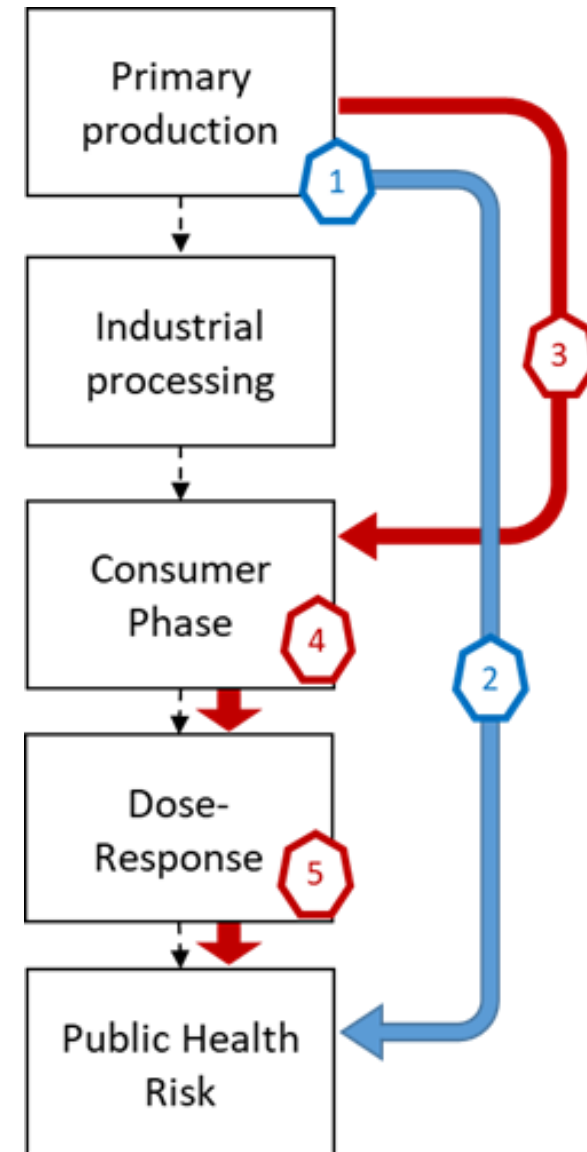 Primary
production
1
Industrial
processing
3
Consumer
Phase
4
2
Dose-
Response
5
Public Health
Risk